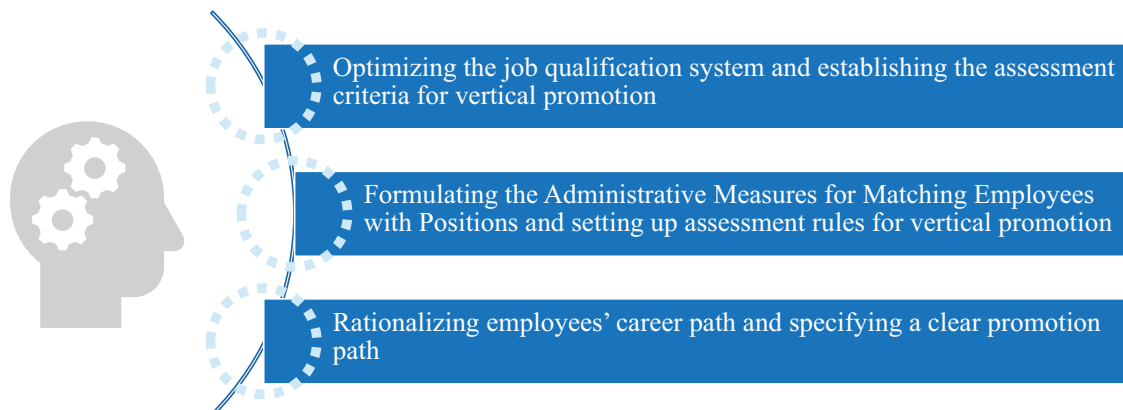 Optimizing the job qualification system and establishing the assessment
criteria for vertical promotion
Formulating the Administrative Measures for Matching Employees
with Positions and setting up assessment rules for vertical promotion
Rationalizing employees’ career path and specifying a clear promotion
path